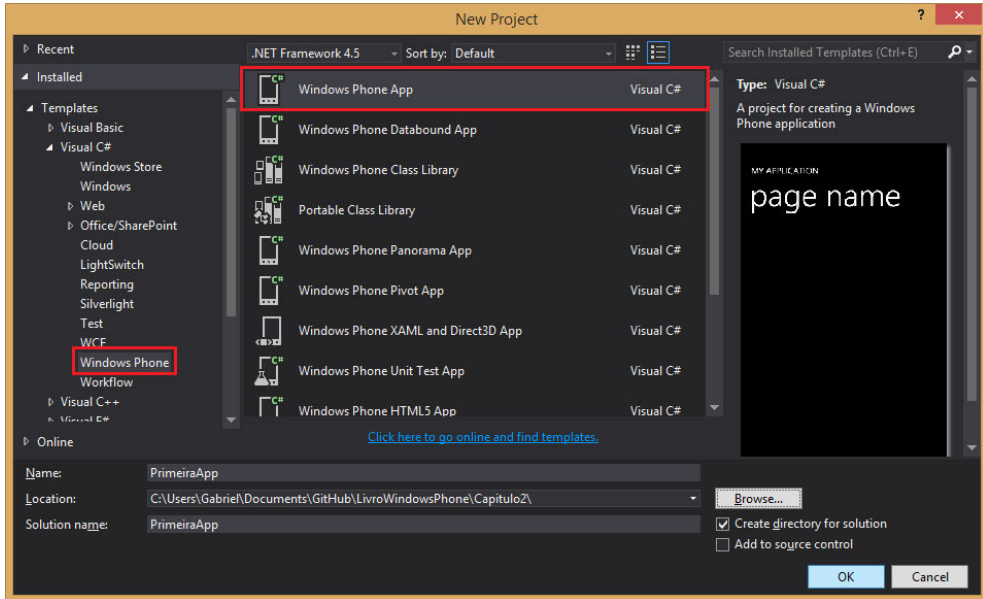 New Project
? ×
Recent
.NET Framework 4.5 Sort by: Default
Search Installed Templates (Ctrl+E)
Installed
Templates
Visual Basic
Visual C#
Windows Store
Windows
Web
Office/SharePoint
Cloud
LightSwitch
Reporting
Silverlight
Test
WCF
Windows Phone
Workflow
Visual C++
Visual F#
Online
C# Windows Phone App Visual C#
C# Windows Phone Databound App Visual C#
C# Windows Phone Class Library Visual C#
C# Portable Class Library Visual C#
C# Windows Phone Panorama App Visual C#
C# Windows Phone Pivot App Visual C#
Windows Phone XAML and Direct3D App Visual C#
C# Windows Phone Unit Test App Visual C#
C# Windows Phone HTML5 App Visual C#
Click here to go online and find templates.
Type: Visual C#
A project for creating a Windows
Phone application
MY APPLICATION
page name
Name: PrimeiraApp
Location: C:\Users\Gabriel\Documents\GitHub\LivroWindowsPhone\Capitulo2\
Browse...
Solution name: PrimeiraApp
Create directory for solution
Add to source control
OK Cancel